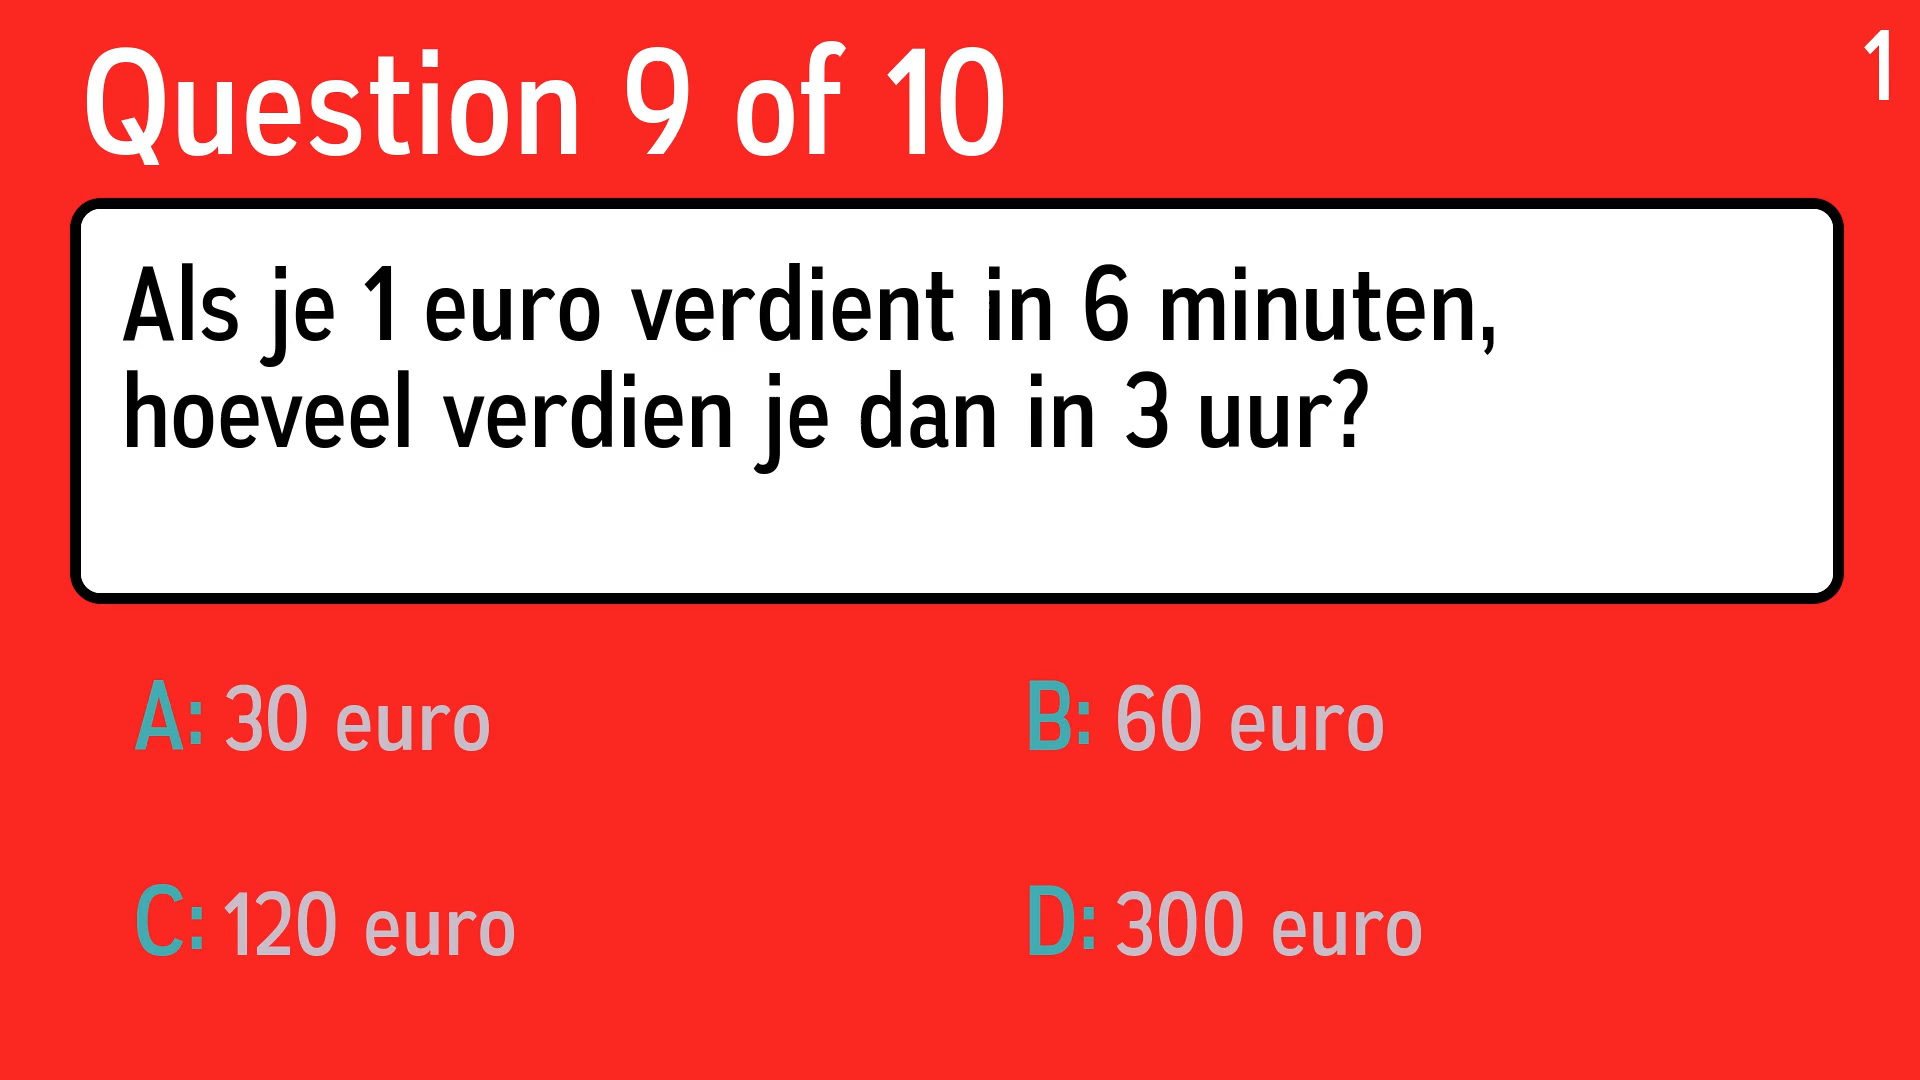 Question 9 of 10
1
Als je 1 euro verdient in 6 minuten,
hoeveel verdien je dan in 3 uur?
A: 30 euro
B: 60 euro
C: 120 euro
D: 300 euro